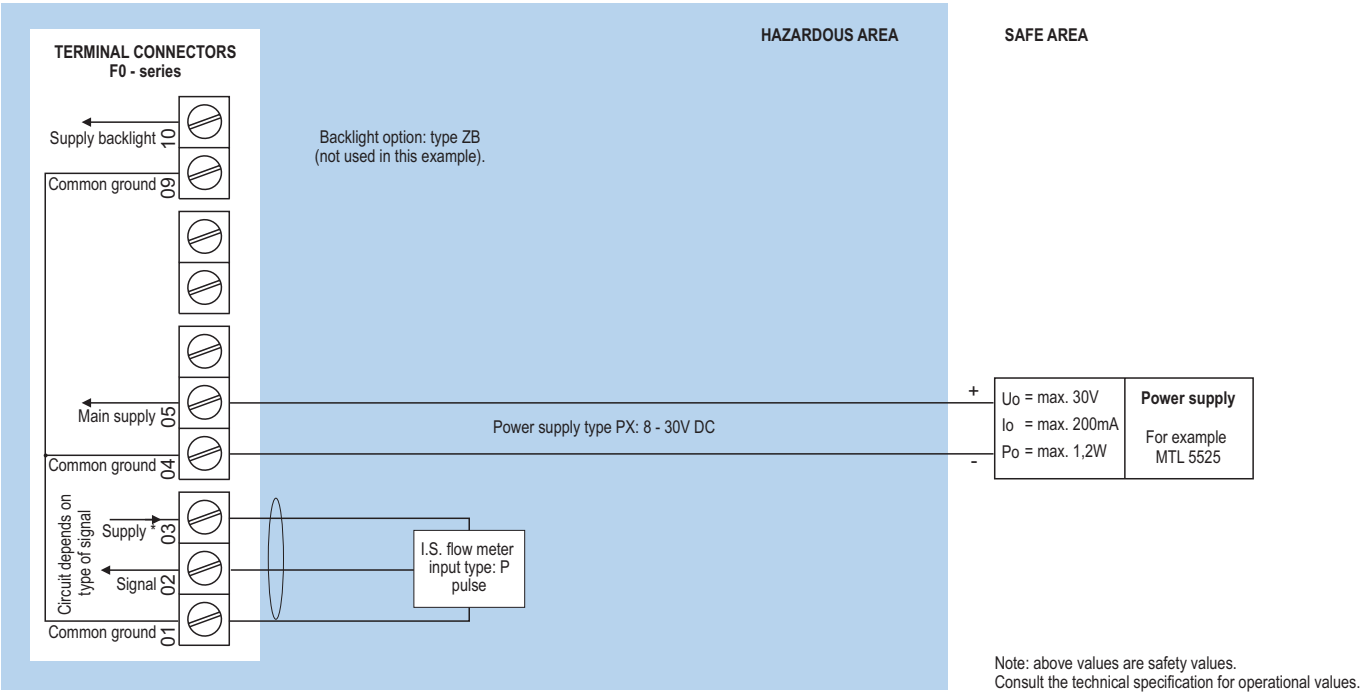 HAZARDOUS AREA
SAFE AREA
TERMINAL CONNECTORS
F0 - series
Supply backlight
10
Common ground
09
Backlight option: type ZB
(not used in this example).
Main supply
05
Common ground
04
Power supply type PX: 8 - 30V DC
+
-
Uo = max. 30V
Io = max. 200mA
Po = max. 1,2W
Power supply
For example
MTL 5525
Circuit depends on
type of signal
Supply *
03
Signal
02
Common ground
01
I.S. flow meter
input type: P
pulse
Note: above values are safety values.
Consult the technical specification for operational values.